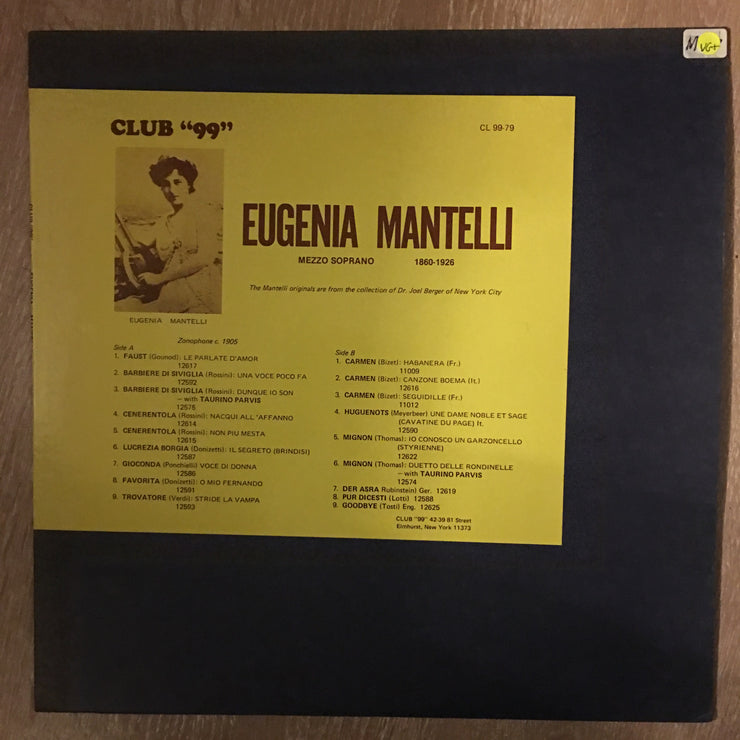 M VG+
CLUB "99"
CL 99-79
EUGENIA MANTELLI
MEZZO SOPRANO 1860-1926
The Mantelli originals are from the collection of Dr. Joel Berger of New York City
EUGENIA MANTELLI
Zonophone c. 1905
Side A
1. FAUST (Gounod): LE PARLATE D'AMOR
12617
2. BARBIERE DI SIVIGLIA (Rossini): UNA VOCE POCO FA
12592
3. BARBIERE DI SIVIGLIA (Rossini): DUNQUE IO SON
– with TAURINO PARVIS
12576
4. CENERENTOLA (Rossini): NACQUI ALL'AFFANNO
12614
5. CENERENTOLA (Rossini): NON PIU MESTA
12615
6. LUCREZIA BORGIA (Donizetti): IL SEGRETO (BRINDISI)
12587
7. GIOCONDA (Ponchielli) VOCE DI DONNA
12586
8. FAVORITA (Donizetti): O MIO FERNANDO
12591
9. TROVATORE (Verdi): STRIDE LA VAMPA
12593
Side B
1. CARMEN (Bizet): HABANERA (Fr.)
11009
2. CARMEN (Bizet): CANZONE BOEMA (It.)
12616
3. CARMEN (Bizet): SEGUIDILLE (Fr.)
11012
4. HUGUENOTS (Meyerbeer) UNE DAME NOBLE ET SAGE
(CAVATINE DU PAGE) It.
12590
5. MIGNON (Thomas): IO CONOSCO UN GARZONCELLO
(STYRIENNE)
12622
6. MIGNON (Thomas): DUETTO DELLE RONDINELLE
– with TAURINO PARVIS
12574
7. DER ASRA Rubinstein) Ger. 12619
8. PUR DICESTI (Lotti) 12588
9. GOODBYE (Tosti) Eng. 12625
CLUB "99" 42-39 81 Street
Elmhurst, New York 11373